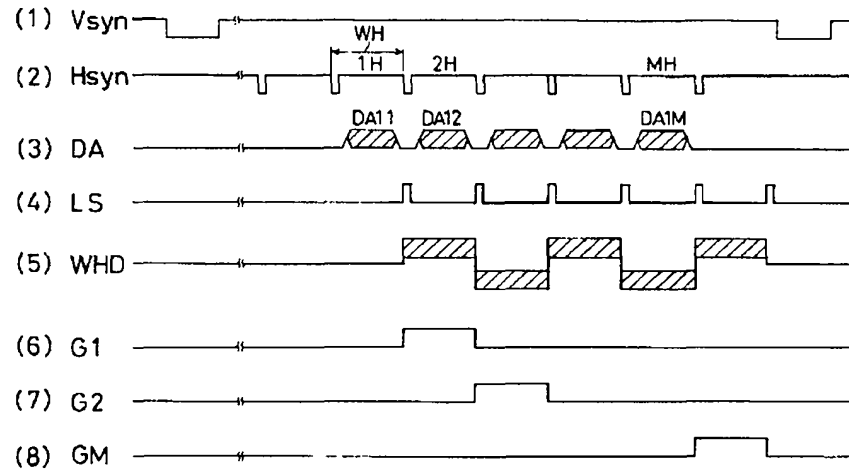 (1) Vsyn
WH
(2) Hsyn 1H 2H MH
(3) DA DA11 DA12 DA1M
(4) LS
(5) WHD
(6) G1
(7) G2
(8) GM